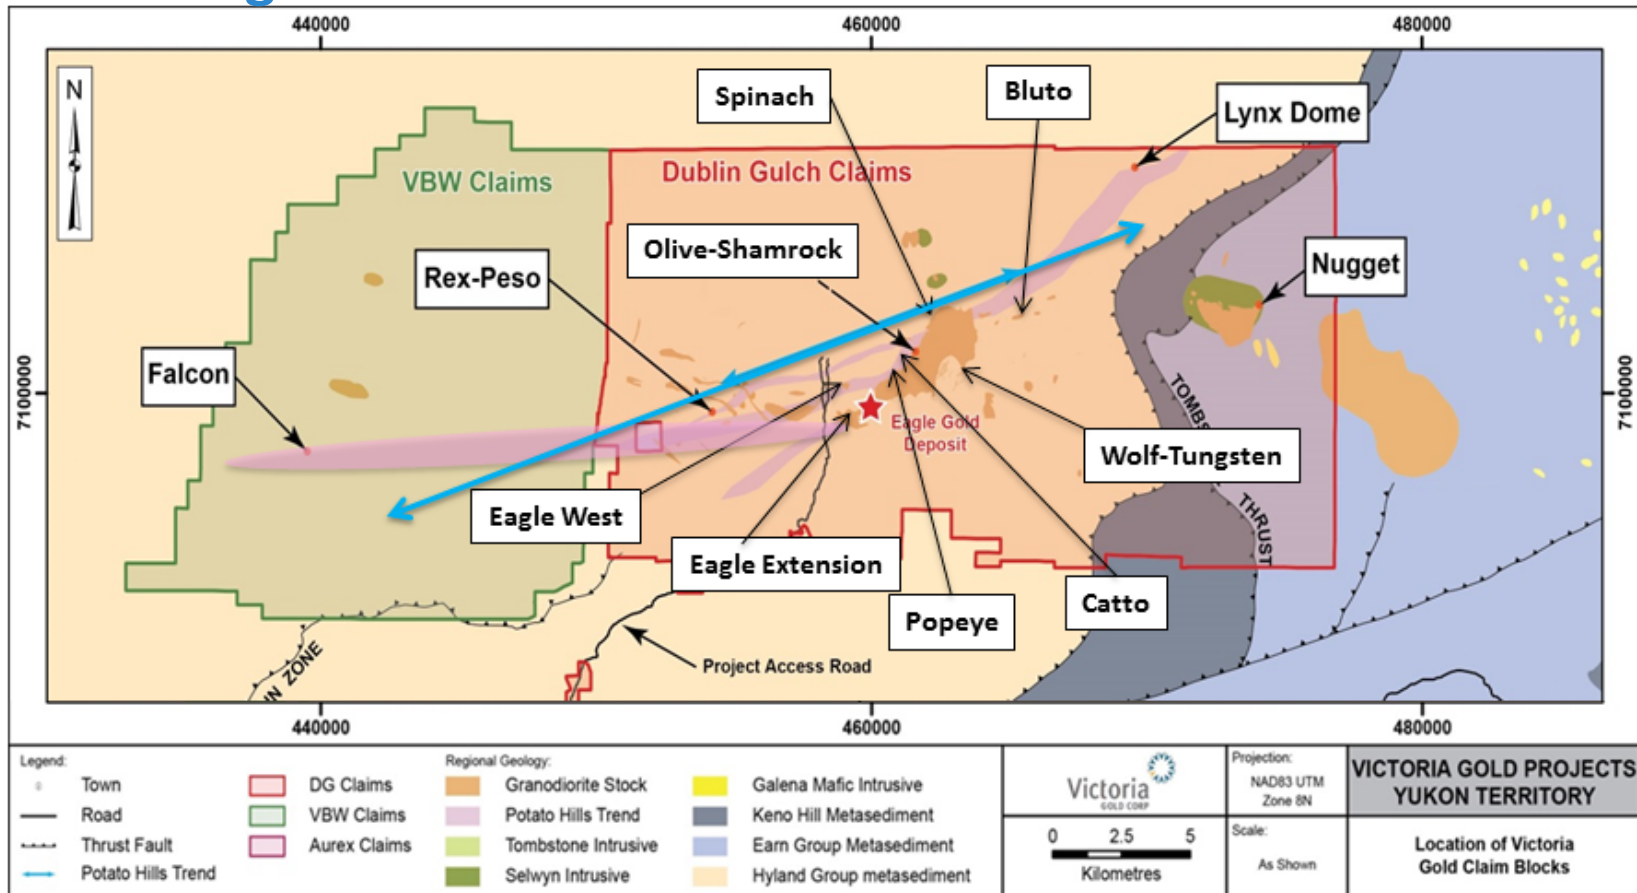 440000
460000
480000
N
Spinach
Bluto
Lynx Dome
VBW Claims
Dublin Gulch Claims
Olive-Shamrock
Rex-Peso
Nugget
Falcon
7100000
7100000
TOMBS
THRUST
Eagle Gold
Deposit
Wolf-Tungsten
Eagle West
Eagle Extension
Popeye
Catto
IN ZONE
Project Access Road
440000
460000
480000
Legend:
Town
Road
Thrust Fault
Potato Hills Trend
DG Claims
VBW Claims
Aurex Claims
Regional Geology:
Granodiorite Stock
Potato Hills Trend
Tombstone Intrusive
Selwyn Intrusive
Galena Mafic Intrusive
Keno Hill Metasediment
Earn Group Metasediment
Hyland Group metasediment
Victoria
GOLD CORP
0 2.5 5
Kilometres
Projection:
NAD83 UTM
Zone 8N
Scale:
As Shown
VICTORIA GOLD PROJECTS
YUKON TERRITORY
Location of Victoria
Gold Claim Blocks